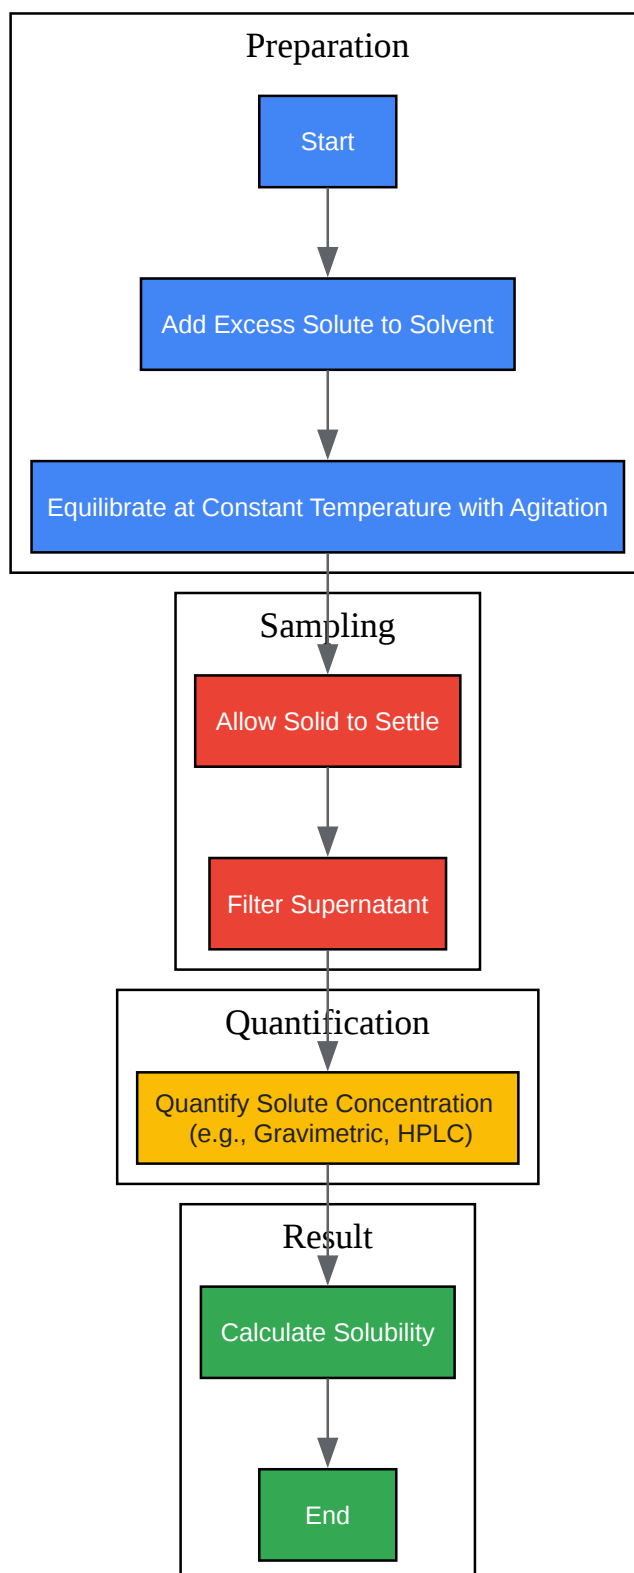 Preparation
Start
Add Excess Solute to Solvent
Equilibrate at Constant Temperature with Agitation
Sampling
Allow Solid to Settle
Filter Supernatant
Quantification
Quantify Solute Concentration
(e.g., Gravimetric, HPLC)
Result
Calculate Solubility
End